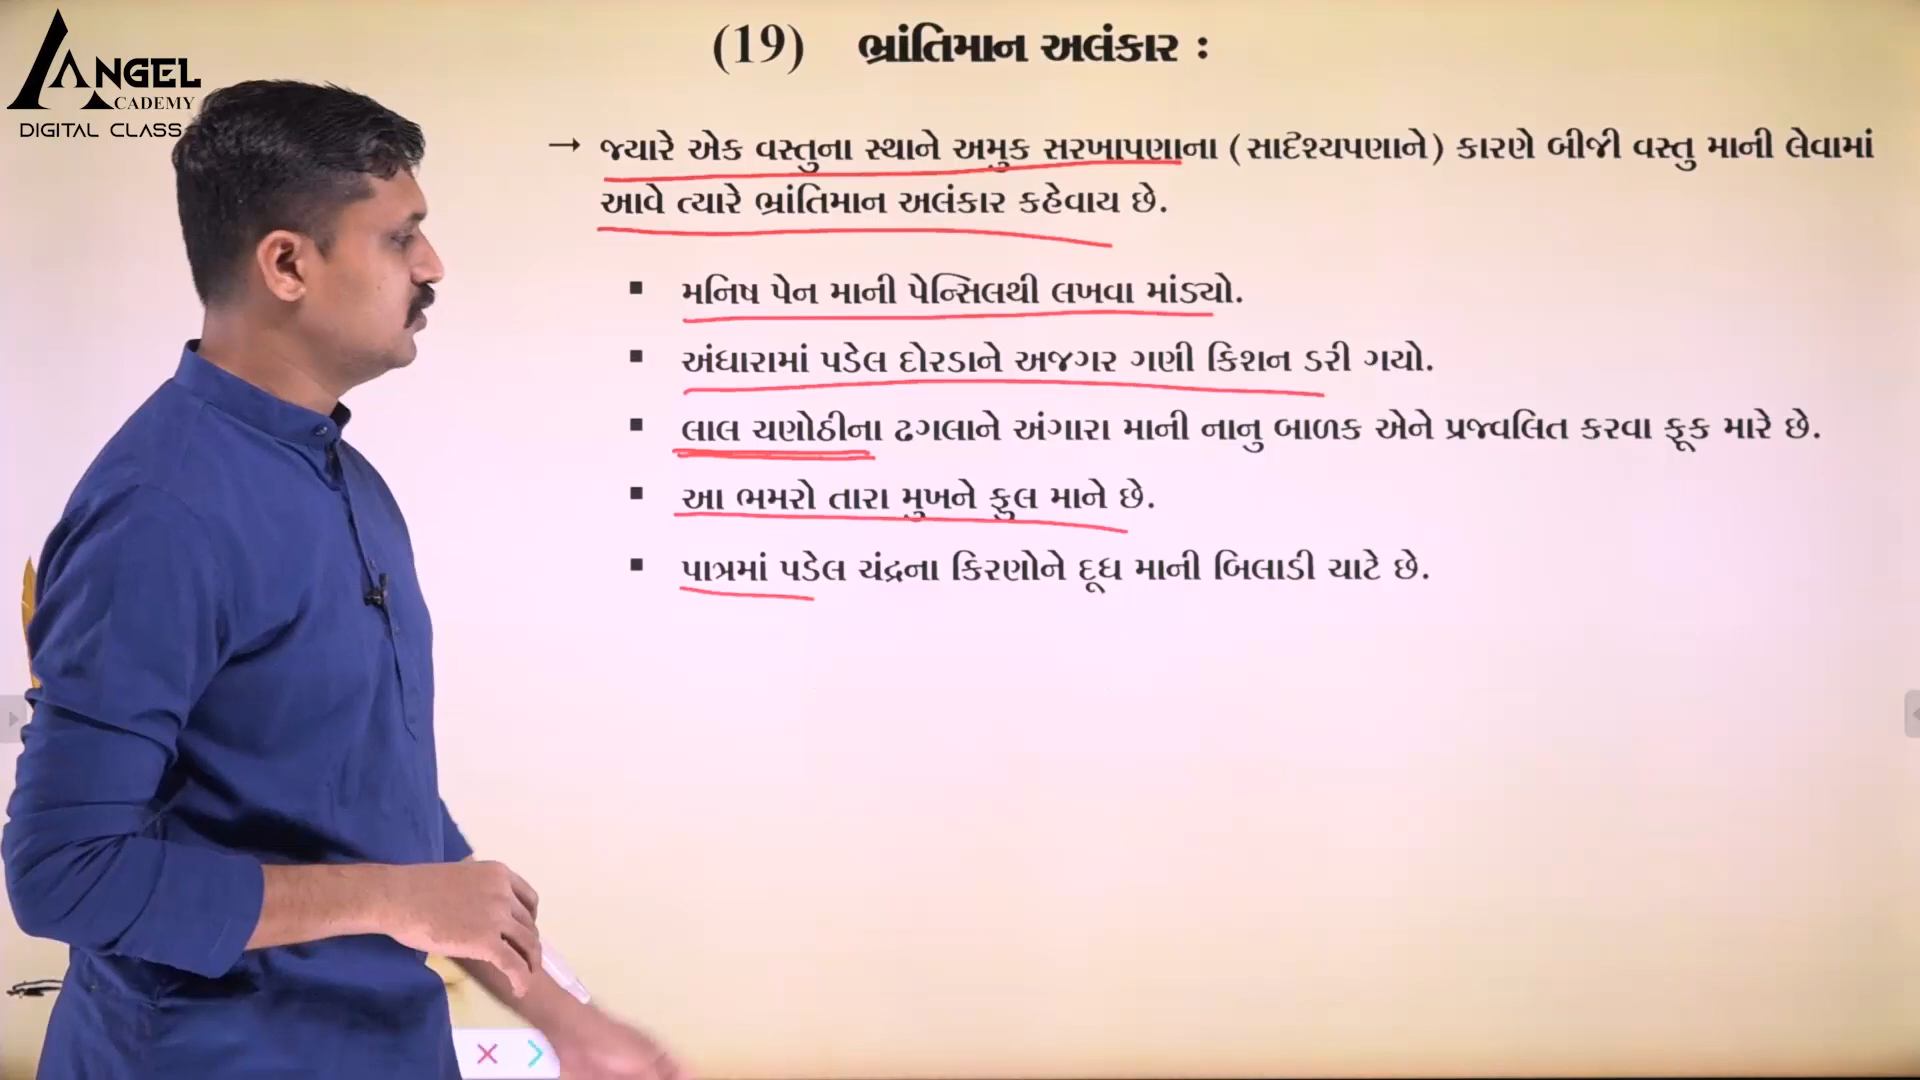 ANGEL
ACADEMY
DIGITAL CLASS
(19) ભ્રાંતિમાન અલંકાર :
→ જ્યારે એક વસ્તુના સ્થાને અમુક સરખાપણાના (સાદૃશ્યપણાને) કારણે બીજી વસ્તુ માની લેવામાં
આવે ત્યારે ભ્રાંતિમાન અલંકાર કહેવાય છે.
▪ મનિષ પેન માની પેન્સિલથી લખવા માંડ્યો.
▪ અંધારામાં પડેલ દોરડાને અજગર ગણી કિશન ડરી ગયો.
▪ લાલ ચણોઠીના ઢગલાને અંગારા માની નાનુ બાળક એને પ્રજ્વલિત કરવા ફૂક મારે છે.
▪ આ ભમરો તારા મુખને ફુલ માને છે.
▪ પાત્રમાં પડેલ ચંદ્રના કિરણોને દૂધ માની બિલાડી ચાટે છે.